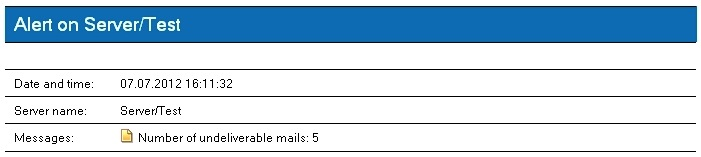 Alert on Server/Test
Date and time: 07.07.2012 16:11:32
Server name: Server/Test
Messages: Number of undeliverable mails: 5